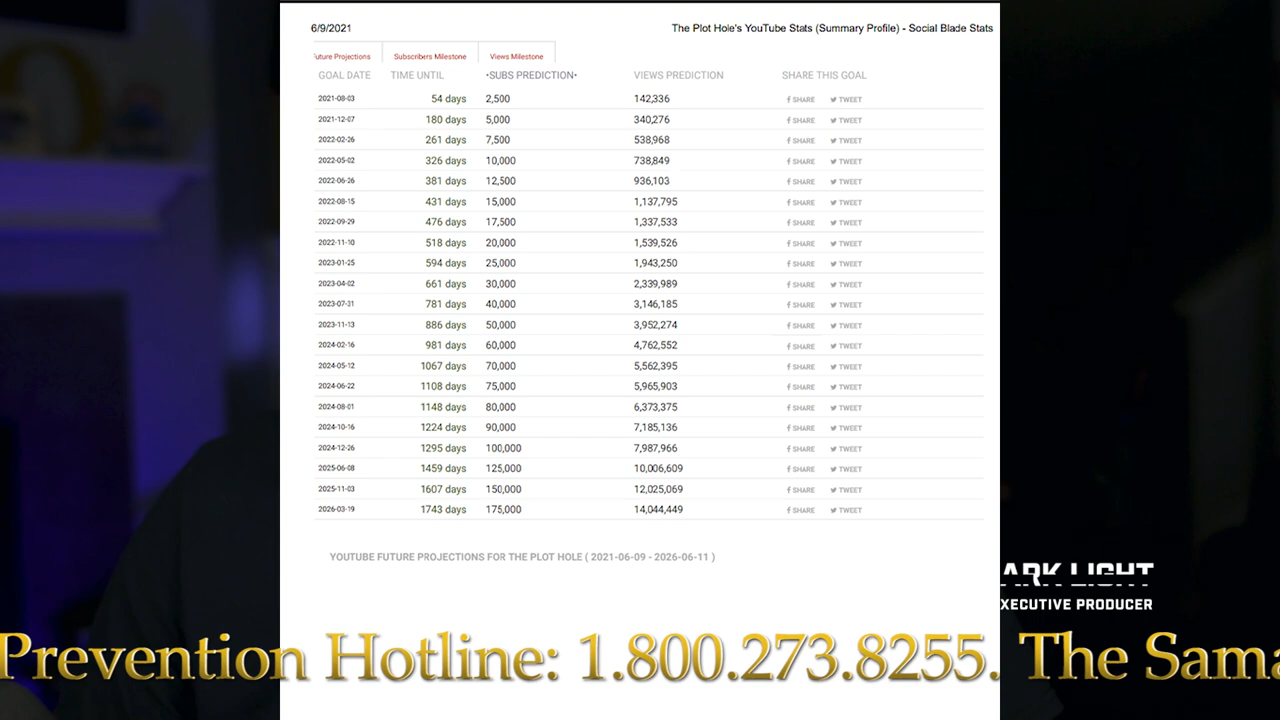 6/9/2021 The Plot Hole's YouTube Stats (Summary Profile) - Social Blade Stats
uture Projections Subscribers Milestone Views Milestone
GOAL DATE TIME UNTIL •SUBS PREDICTION• VIEWS PREDICTION SHARE THIS GOAL
2021-08-03 54 days 2,500 142,336 SHARE TWEET
2021-12-07 180 days 5,000 340,276 SHARE TWEET
2022-02-26 261 days 7,500 538,968 SHARE TWEET
2022-05-02 326 days 10,000 738,849 SHARE TWEET
2022-06-26 381 days 12,500 936,103 SHARE TWEET
2022-08-15 431 days 15,000 1,137,795 SHARE TWEET
2022-09-29 476 days 17,500 1,337,533 SHARE TWEET
2022-11-10 518 days 20,000 1,539,526 SHARE TWEET
2023-01-25 594 days 25,000 1,943,250 SHARE TWEET
2023-04-02 661 days 30,000 2,339,989 SHARE TWEET
2023-07-31 781 days 40,000 3,146,185 SHARE TWEET
2023-11-13 886 days 50,000 3,952,274 SHARE TWEET
2024-02-16 981 days 60,000 4,762,552 SHARE TWEET
2024-05-12 1067 days 70,000 5,562,395 SHARE TWEET
2024-06-22 1108 days 75,000 5,965,903 SHARE TWEET
2024-08-01 1148 days 80,000 6,373,375 SHARE TWEET
2024-10-16 1224 days 90,000 7,185,136 SHARE TWEET
2024-12-26 1295 days 100,000 7,987,966 SHARE TWEET
2025-06-08 1459 days 125,000 10,006,609 SHARE TWEET
2025-11-03 1607 days 150,000 12,025,069 SHARE TWEET
2026-03-19 1743 days 175,000 14,044,449 SHARE TWEET
YOUTUBE FUTURE PROJECTIONS FOR THE PLOT HOLE ( 2021-06-09 - 2026-06-11 )
ARK LIGHT
XECUTIVE PRODUCER
Prevention Hotline: 1.800.273.8255. The Sama